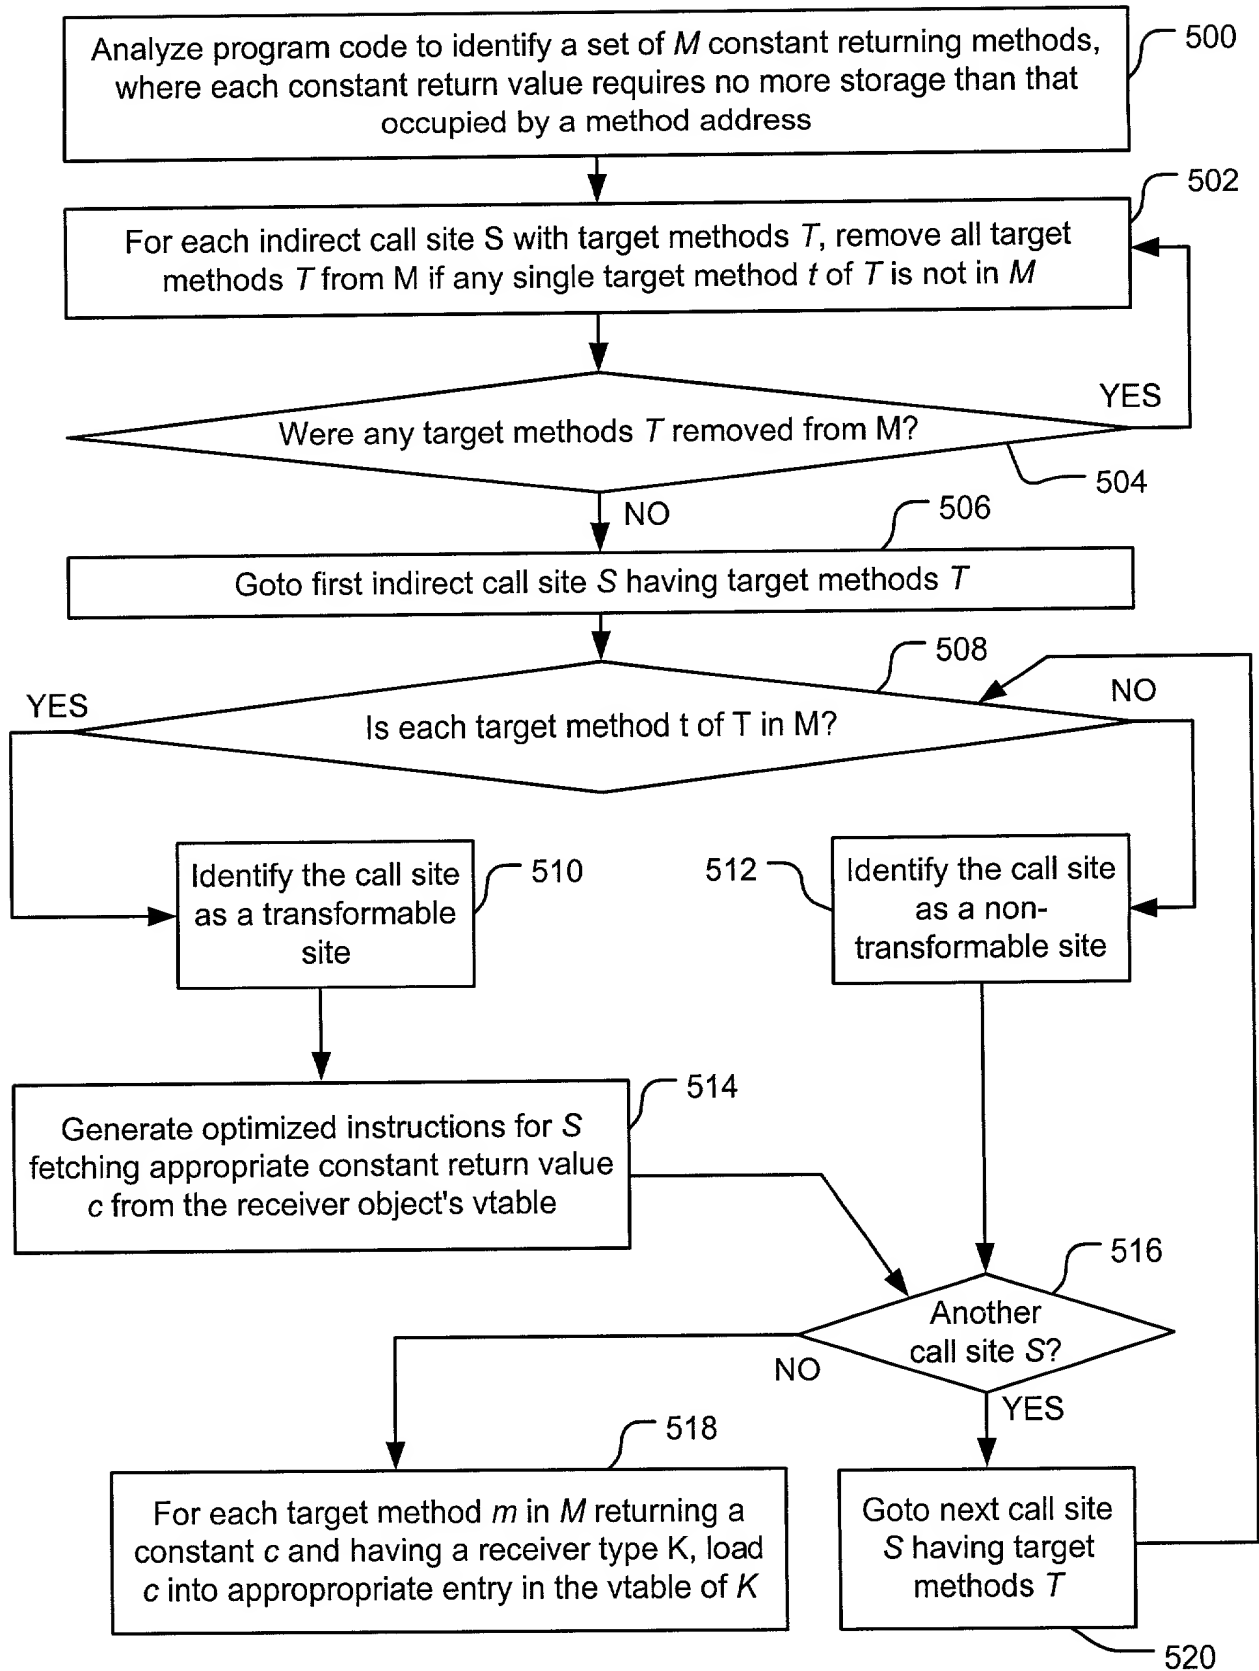 Analyze program code to identify a set of M constant returning methods,
where each constant return value requires no more storage than that
occupied by a method address
500
502
For each indirect call site S with target methods T, remove all target
methods T from M if any single target method t of T is not in M
YES
Were any target methods T removed from M?
504
NO
506
Goto first indirect call site S having target methods T
508
YES
NO
Is each target method t of T in M?
Identify the call site
as a transformable
site
510
512
Identify the call site
as a non-
transformable site
514
Generate optimized instructions for S
fetching appropriate constant return value
c from the receiver object's vtable
516
Another
call site S?
NO
YES
518
For each target method m in M returning a
constant c and having a receiver type K, load
c into appropropriate entry in the vtable of K
Goto next call site
S having target
methods T
520